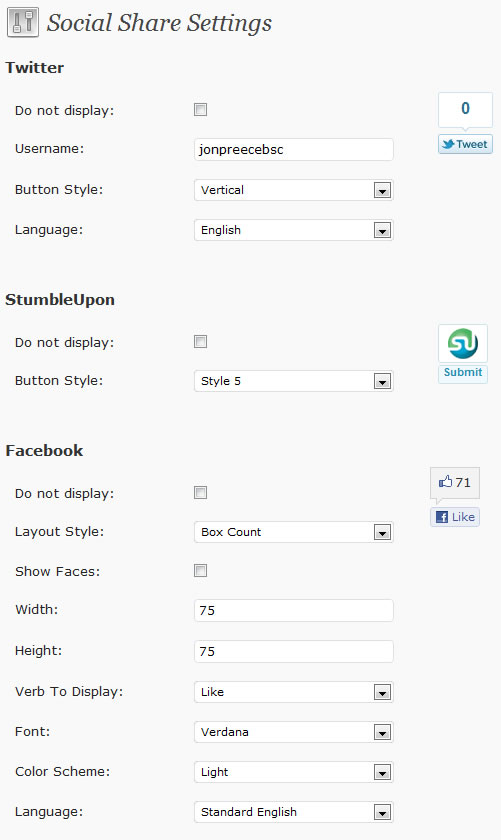 Social Share Settings
Twitter
Do not display:
0
Tweet
Username: jonpreecebsc
Button Style: Vertical
Language: English
StumbleUpon
Do not display:
SU
Submit
Button Style: Style 5
Facebook
Do not display:
71
f Like
Layout Style: Box Count
Show Faces:
Width: 75
Height: 75
Verb To Display: Like
Font: Verdana
Color Scheme: Light
Language: Standard English